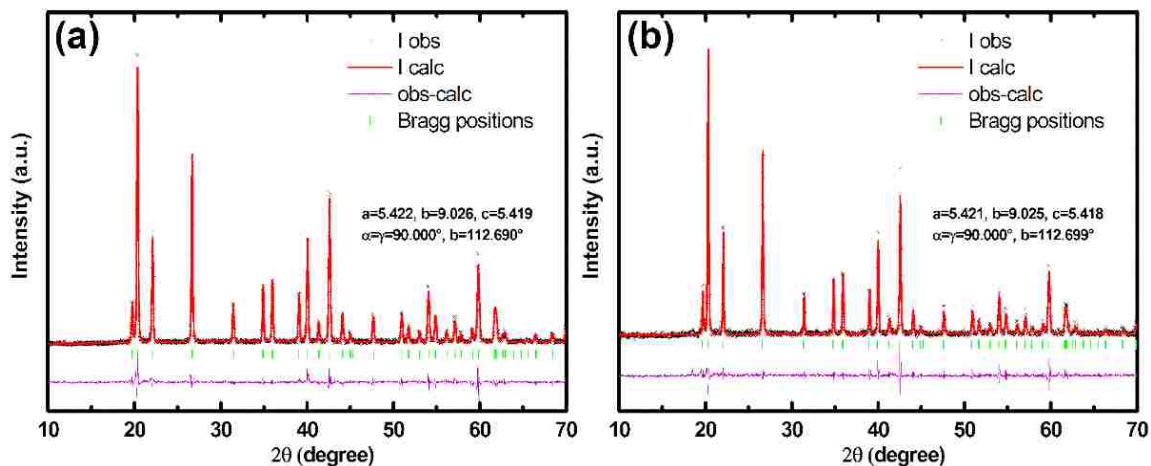 (a)
I obs
I calc
obs-calc
Bragg positions
a=5.422, b=9.026, c=5.419
α=γ=90.000°, b=112.690°
Intensity (a.u.)
10 20 30 40 50 60 70
2θ (degree)
(b)
I obs
I calc
obs-calc
Bragg positions
a=5.421, b=9.025, c=5.418
α=γ=90.000°, b=112.699°
Intensity (a.u.)
10 20 30 40 50 60 70
2θ (degree)